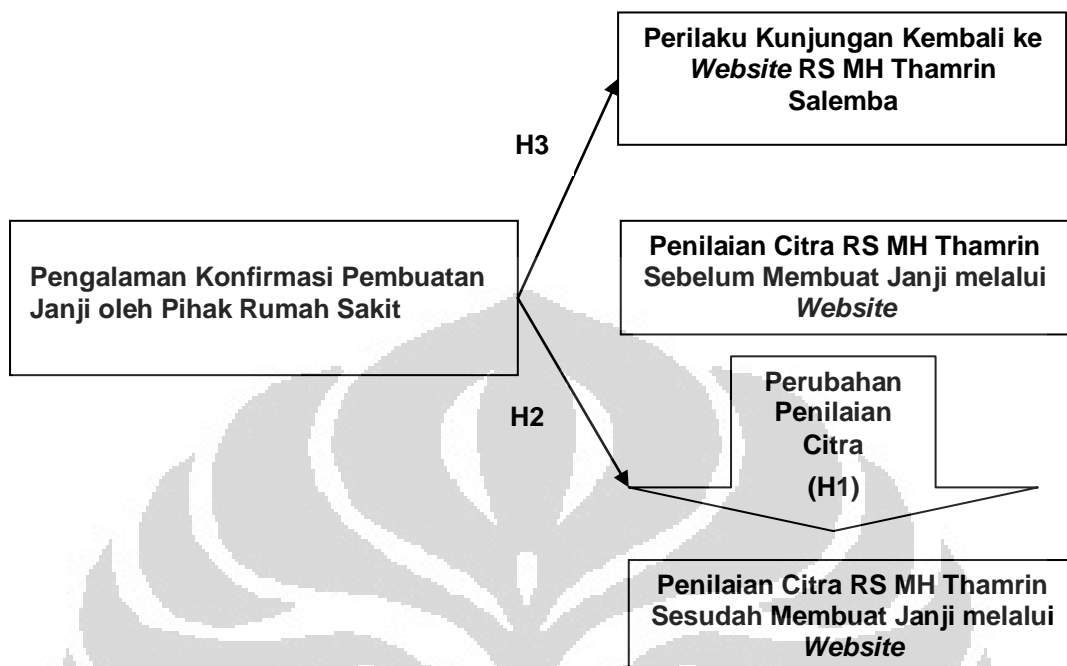 Perilaku Kunjungan Kembali ke
Website RS MH Thamrin
Salemba
H3
Pengalaman Konfirmasi Pembuatan
Janji oleh Pihak Rumah Sakit
Penilaian Citra RS MH Thamrin
Sebelum Membuat Janji melalui
Website
H2
Perubahan
Penilaian
Citra
(H1)
Penilaian Citra RS MH Thamrin
Sesudah Membuat Janji melalui
Website